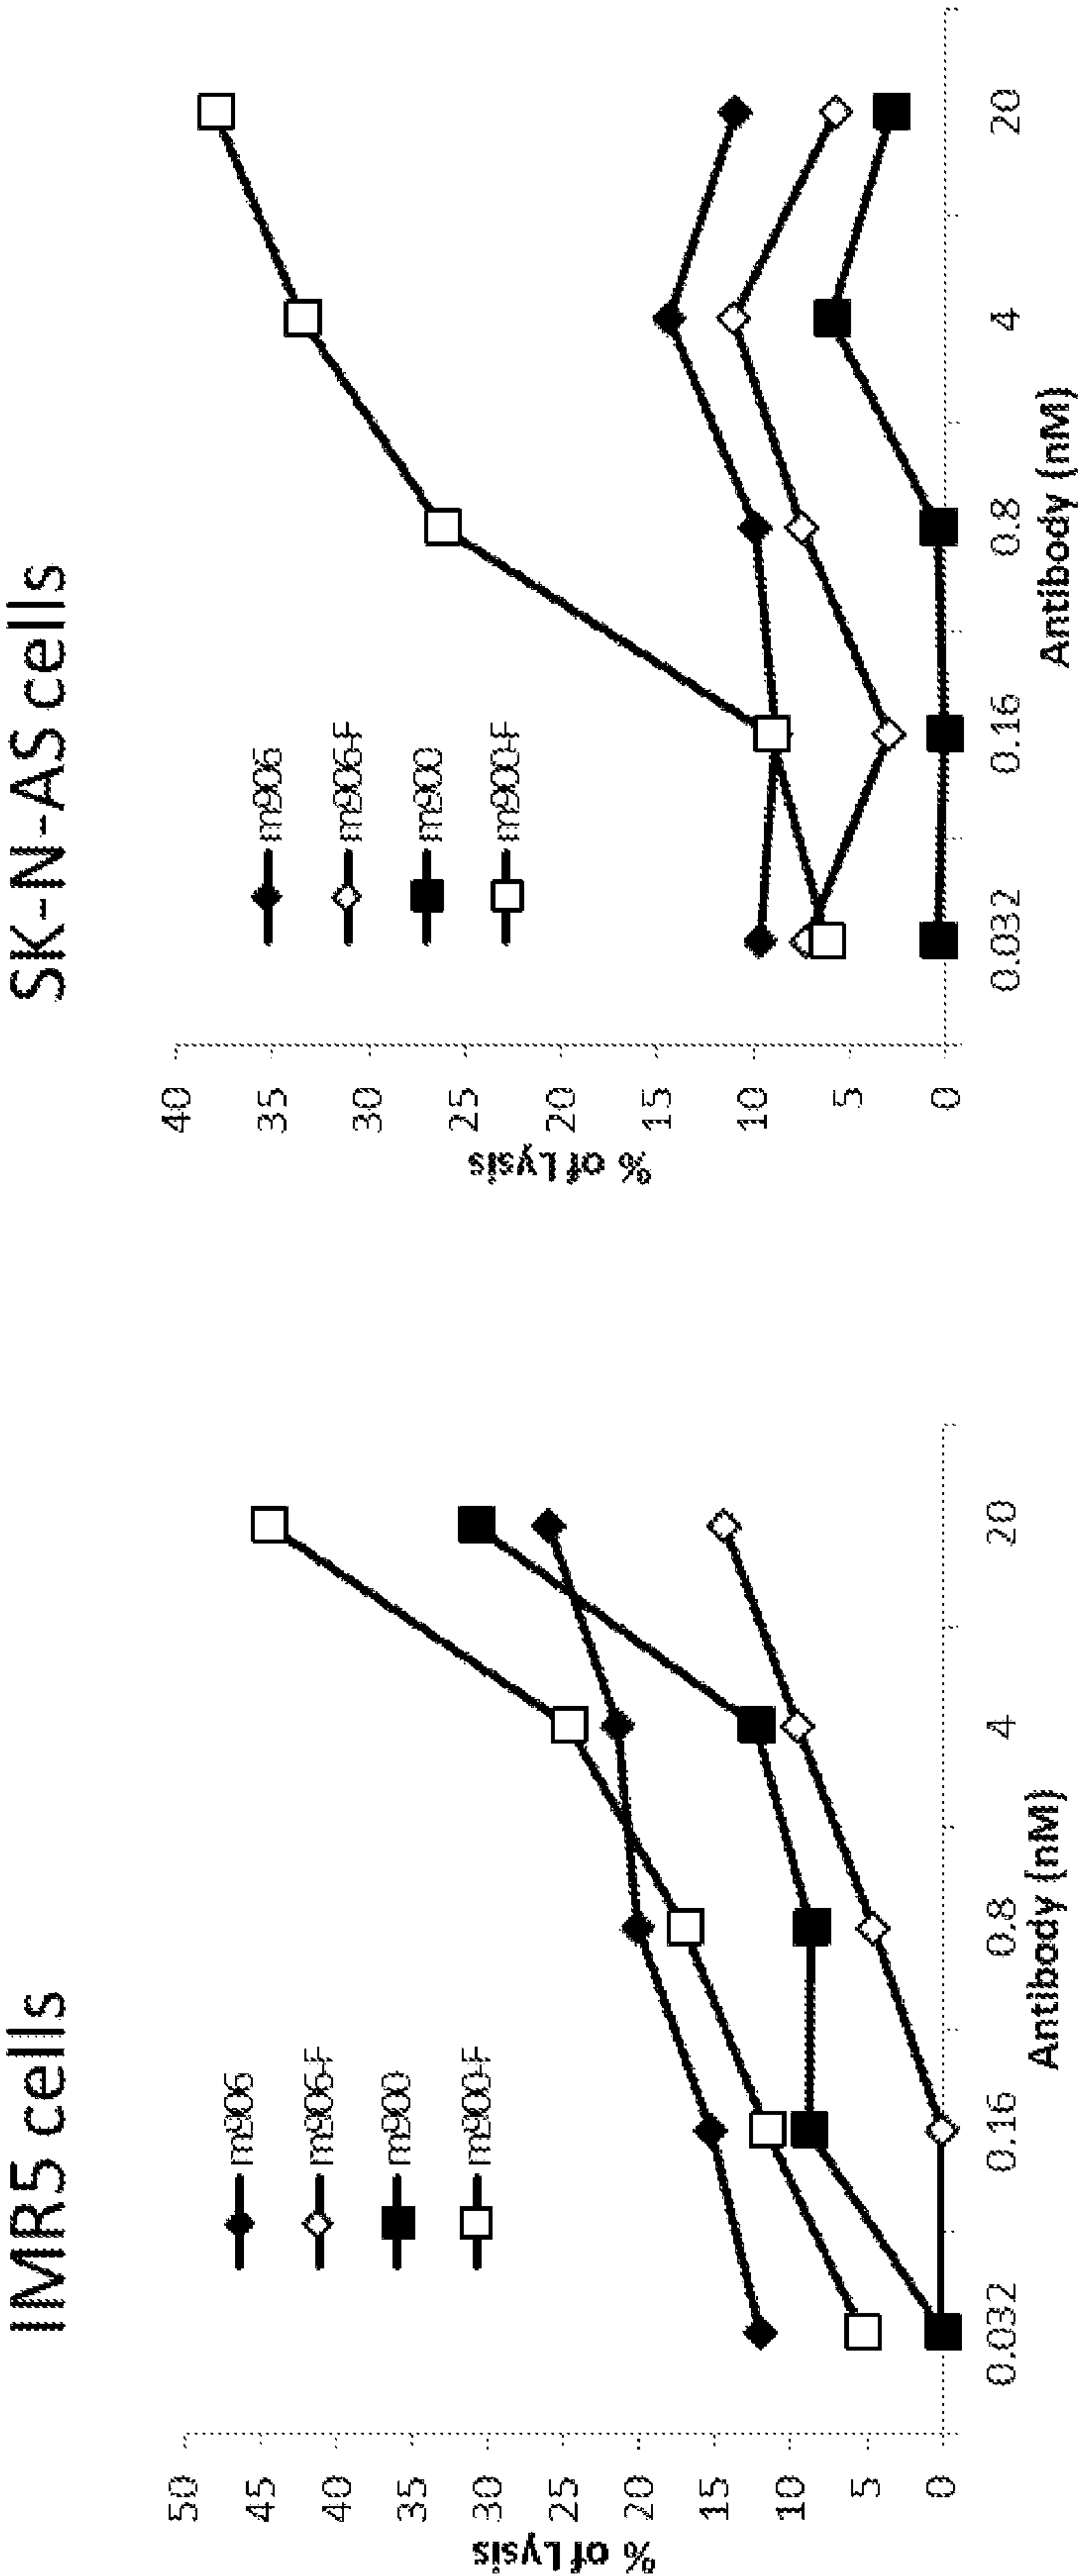 IMR5 cells
m906
m906-F
m900
m900-F
50
45
40
35
30
25
20
15
10
5
0
% of Lysis
0.032
0.16
0.8
4
20
Antibody (nM)
SK-N-AS cells
m906
m906-F
m900
m900-F
40
35
30
25
20
15
10
5
0
% of Lysis
0.032
0.16
0.8
4
20
Antibody (nM)